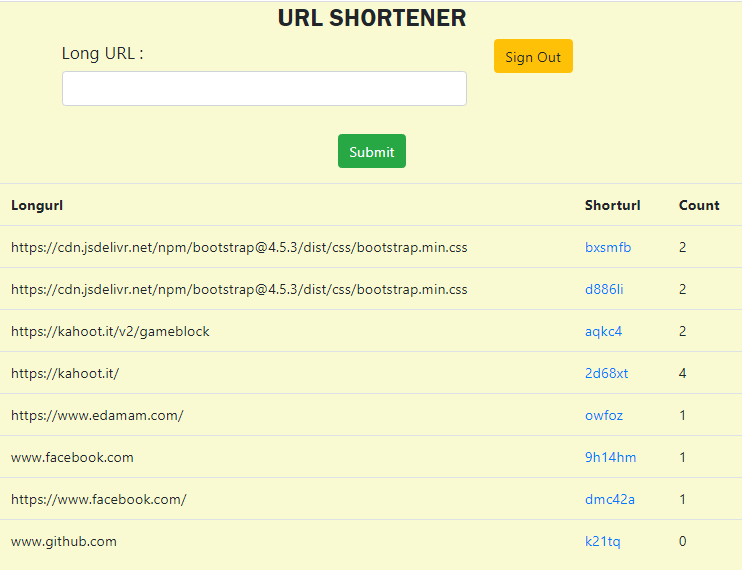 URL SHORTENER
Long URL :
Sign Out
Submit
Longurl Shorturl Count
https://cdn.jsdelivr.net/npm/bootstrap@4.5.3/dist/css/bootstrap.min.css bxsmfb 2
https://cdn.jsdelivr.net/npm/bootstrap@4.5.3/dist/css/bootstrap.min.css d886li 2
https://kahoot.it/v2/gameblock aqkc4 2
https://kahoot.it/ 2d68xt 4
https://www.edamam.com/ owfoz 1
www.facebook.com 9h14hm 1
https://www.facebook.com/ dmc42a 1
www.github.com k21tq 0